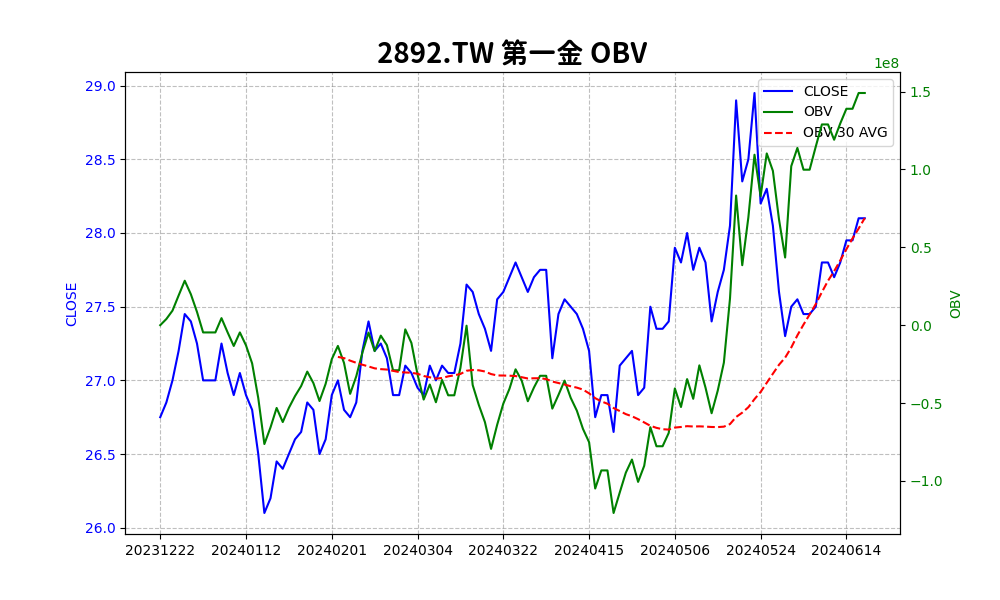 2892.TW 第一金 OBV
1e8
29.0
28.5
28.0
27.5
27.0
26.5
26.0
CLOSE
CLOSE
OBV
OBV 30 AVG
1.5
1.0
0.5
0.0
−0.5
−1.0
OBV
20231222 20240112 20240201 20240304 20240322 20240415 20240506 20240524 20240614